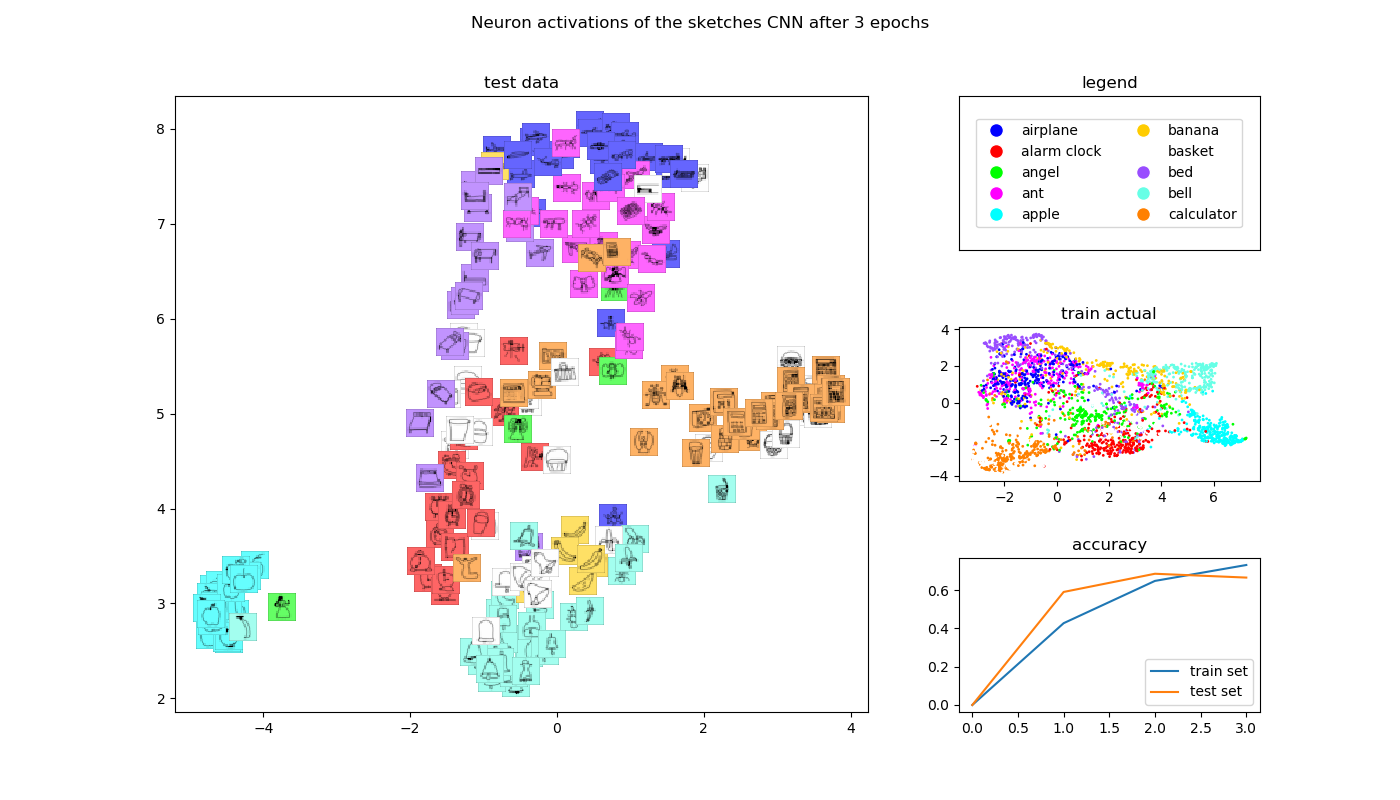 Neuron activations of the sketches CNN after 3 epochs
test data
8
7
6
5
4
3
2
−4
−2
0
2
4
legend
airplane
alarm clock
angel
ant
apple
banana
basket
bed
bell
calculator
train actual
4
2
0
−2
−4
−2
0
2
4
6
accuracy
0.6
0.4
0.2
0.0
train set
test set
0.0
0.5
1.0
1.5
2.0
2.5
3.0